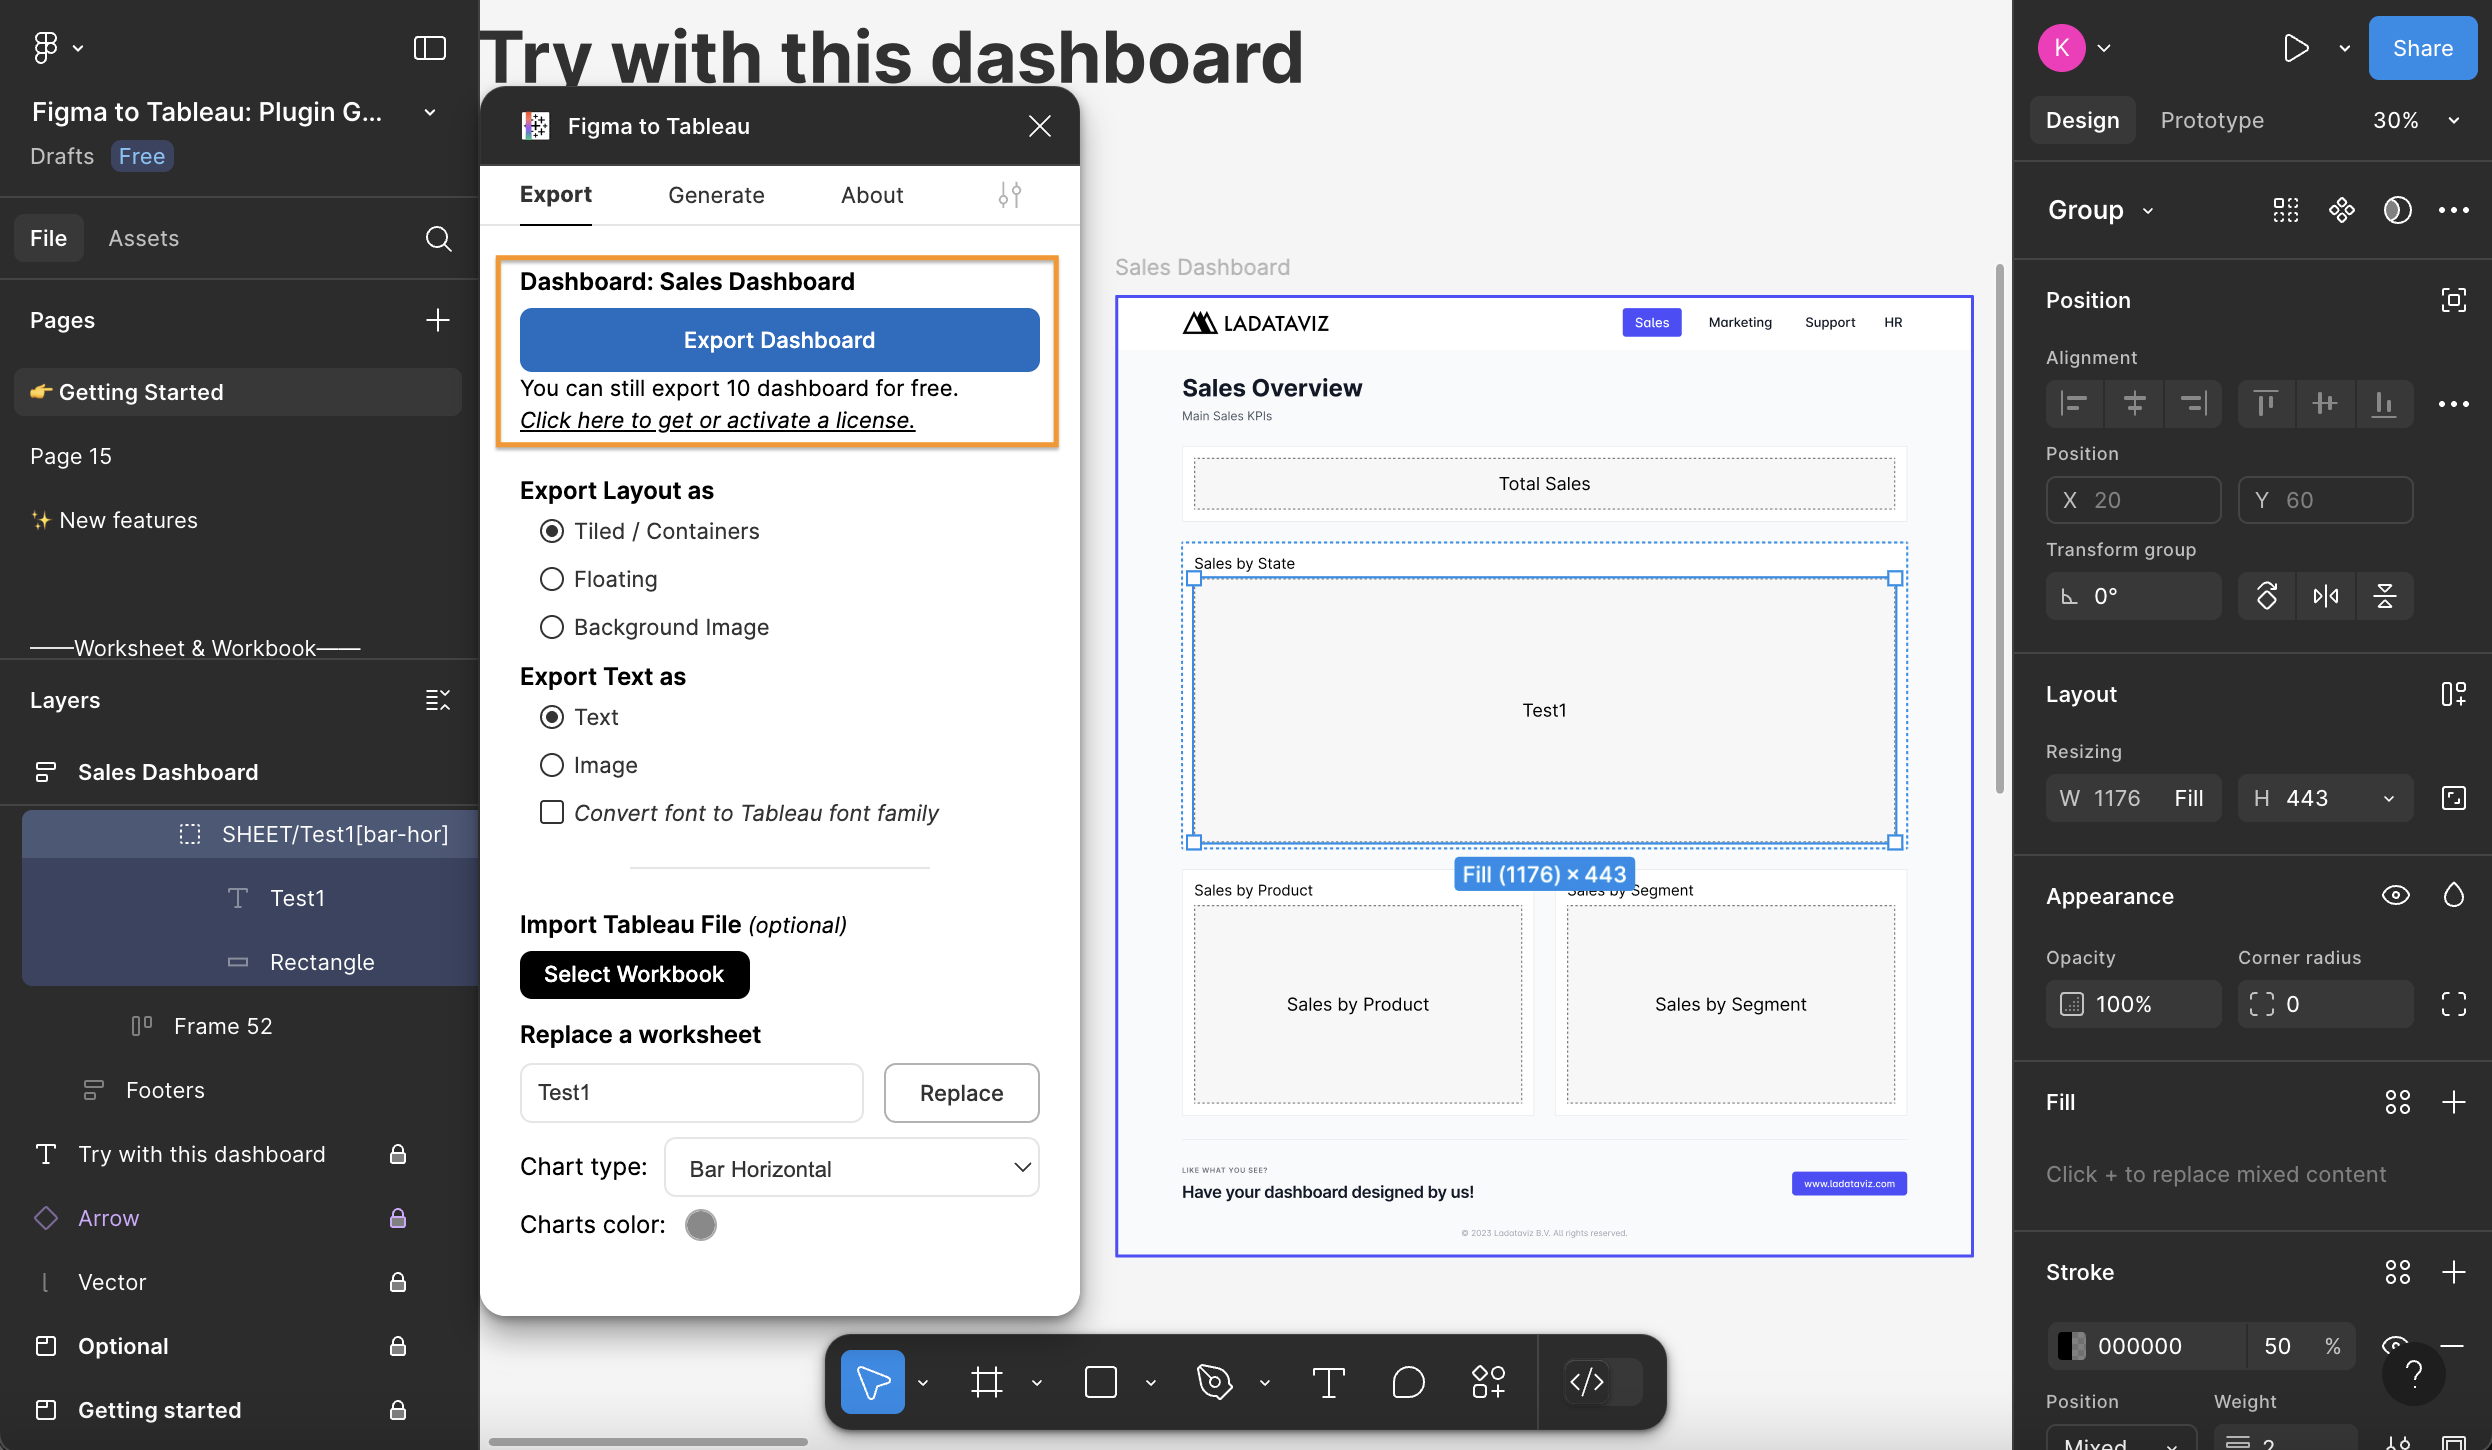 Figma to Tableau: Plugin G...
Drafts
Free
File
Assets
Pages
👉 Getting Started
Page 15
✨ New features
——Worksheet & Workbook——
Layers
Sales Dashboard
SHEET/Test1[bar-hor]
Test1
Rectangle
Frame 52
Footers
Try with this dashboard
Arrow
Vector
Optional
Getting started
Try with this dashboard
Figma to Tableau
Export
Generate
About
Dashboard: Sales Dashboard
Export Dashboard
You can still export 10 dashboard for free.
Click here to get or activate a license.
Export Layout as
Tiled / Containers
Floating
Background Image
Export Text as
Text
Image
Convert font to Tableau font family
Import Tableau File (optional)
Select Workbook
Replace a worksheet
Test1
Replace
Chart type:
Bar Horizontal
Charts color:
Sales Dashboard
LADATAVIZ
Sales
Marketing
Support
HR
Sales Overview
Main Sales KPIs
Total Sales
Sales by State
Test1
Fill (1176) × 443
Sales by Product
Sales by Segment
Sales by Product
Sales by Segment
LIKE WHAT YOU SEE?
Have your dashboard designed by us!
www.ladataviz.com
© 2023 Ladataviz B.V. All rights reserved.
K
Share
Design
Prototype
30%
Group
Position
Alignment
Position
X 20
Y 60
Transform group
0°
Layout
Resizing
W 1176 Fill
H 443
Appearance
Opacity
Corner radius
100%
0
Fill
Click + to replace mixed content
Stroke
000000
50 %
?
Position
Weight
Mixed
2